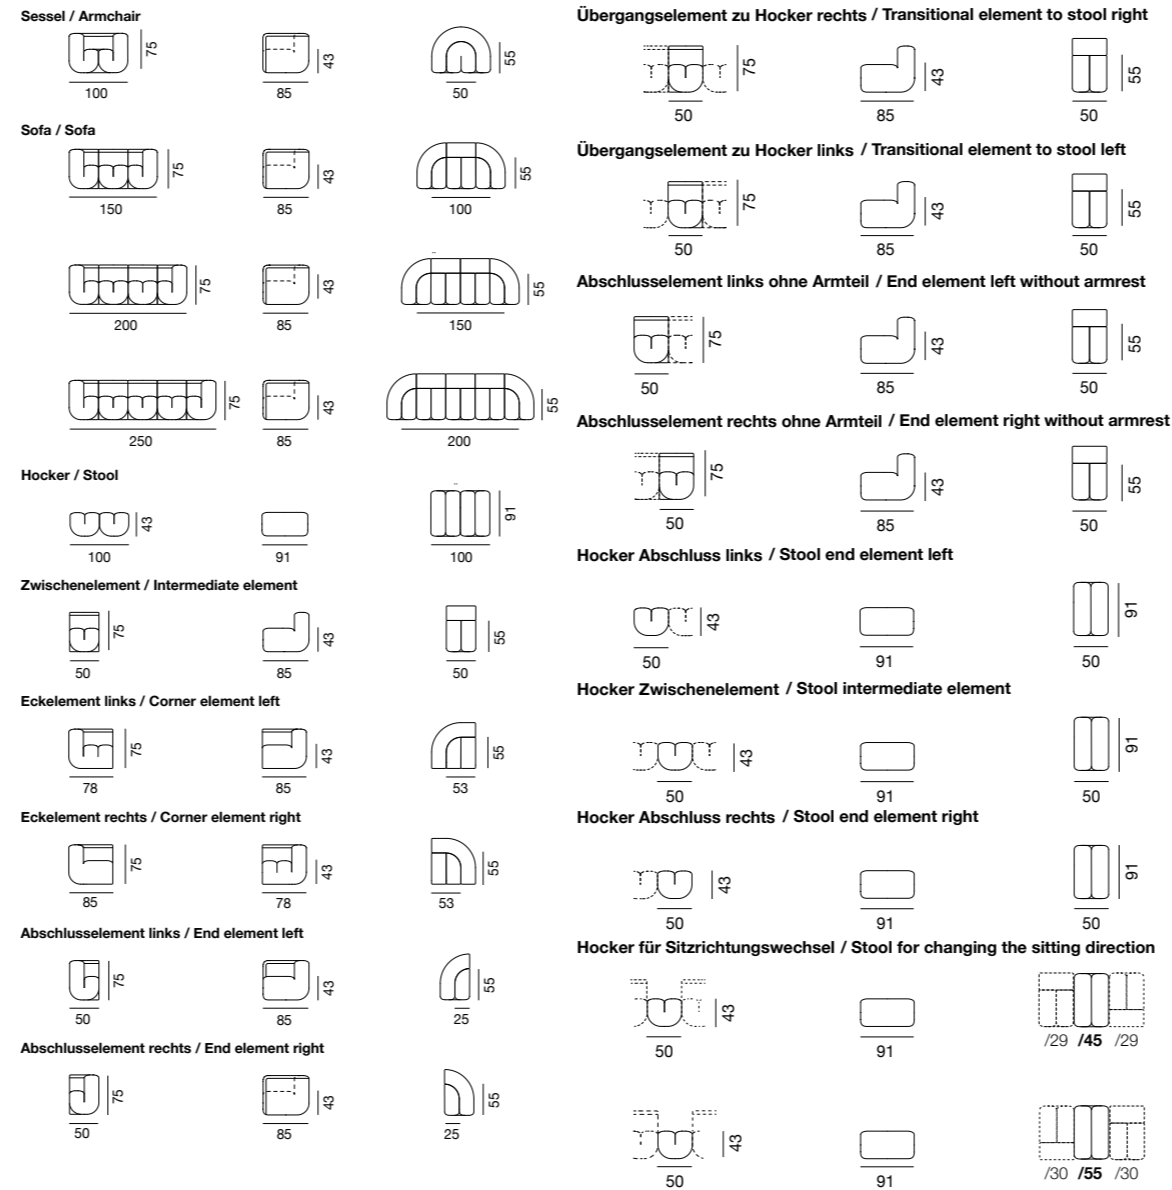 Sessel / Armchair
75 43 55
100 85 50
Sofa / Sofa
75 43 55
150 85 100
75 43 55
200 85 150
75 43 55
250 85 200
Hocker / Stool
43 91
100 91 100
Zwischenelement / Intermediate element
75 43 55
50 85 50
Eckelement links / Corner element left
75 43 55
78 85 53
Eckelement rechts / Corner element right
75 43 55
85 78 53
Abschlusselement links / End element left
75 43 55
50 85 25
Abschlusselement rechts / End element right
75 43 55
50 85 25
Übergangselement zu Hocker rechts / Transitional element to stool right
75 43 55
50 85 50
Übergangselement zu Hocker links / Transitional element to stool left
75 43 55
50 85 50
Abschlusselement links ohne Armteil / End element left without armrest
75 43 55
50 85 50
Abschlusselement rechts ohne Armteil / End element right without armrest
75 43 55
50 85 50
Hocker Abschluss links / Stool end element left
43 91
50 91 50
Hocker Zwischenelement / Stool intermediate element
43 91
50 91 50
Hocker Abschluss rechts / Stool end element right
43 91
50 91 50
Hocker für Sitzrichtungswechsel / Stool for changing the sitting direction
43
50 91 /29 /45 /29
43
50 91 /30 /55 /30